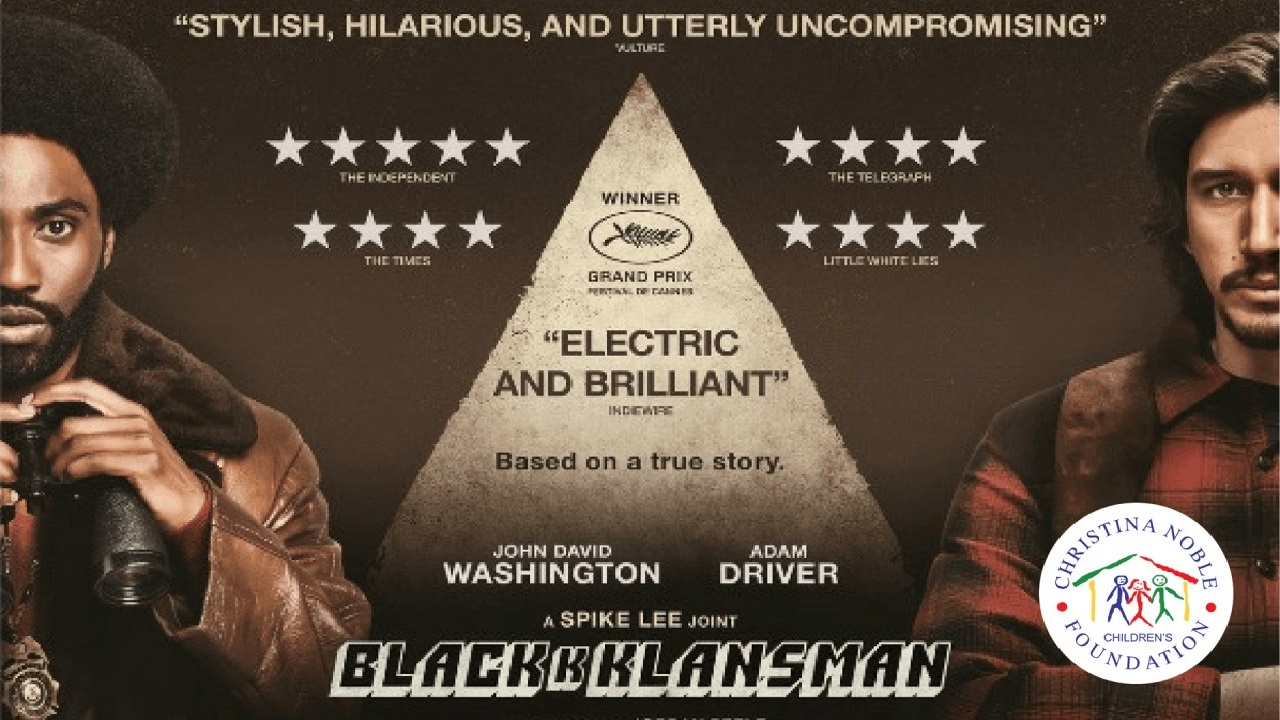 “STYLISH, HILARIOUS, AND UTTERLY UNCOMPROMISING”
VULTURE
THE INDEPENDENT
THE TELEGRAPH
THE TIMES
LITTLE WHITE LIES
WINNER
GRAND PRIX
FESTIVAL DE CANNES
“ELECTRIC
AND BRILLIANT”
INDIEWIRE
Based on a true story.
JOHN DAVID
WASHINGTON
ADAM
DRIVER
A SPIKE LEE JOINT
BLACKkKLANSMAN
CHRISTINA NOBLE
CHILDREN'S
FOUNDATION